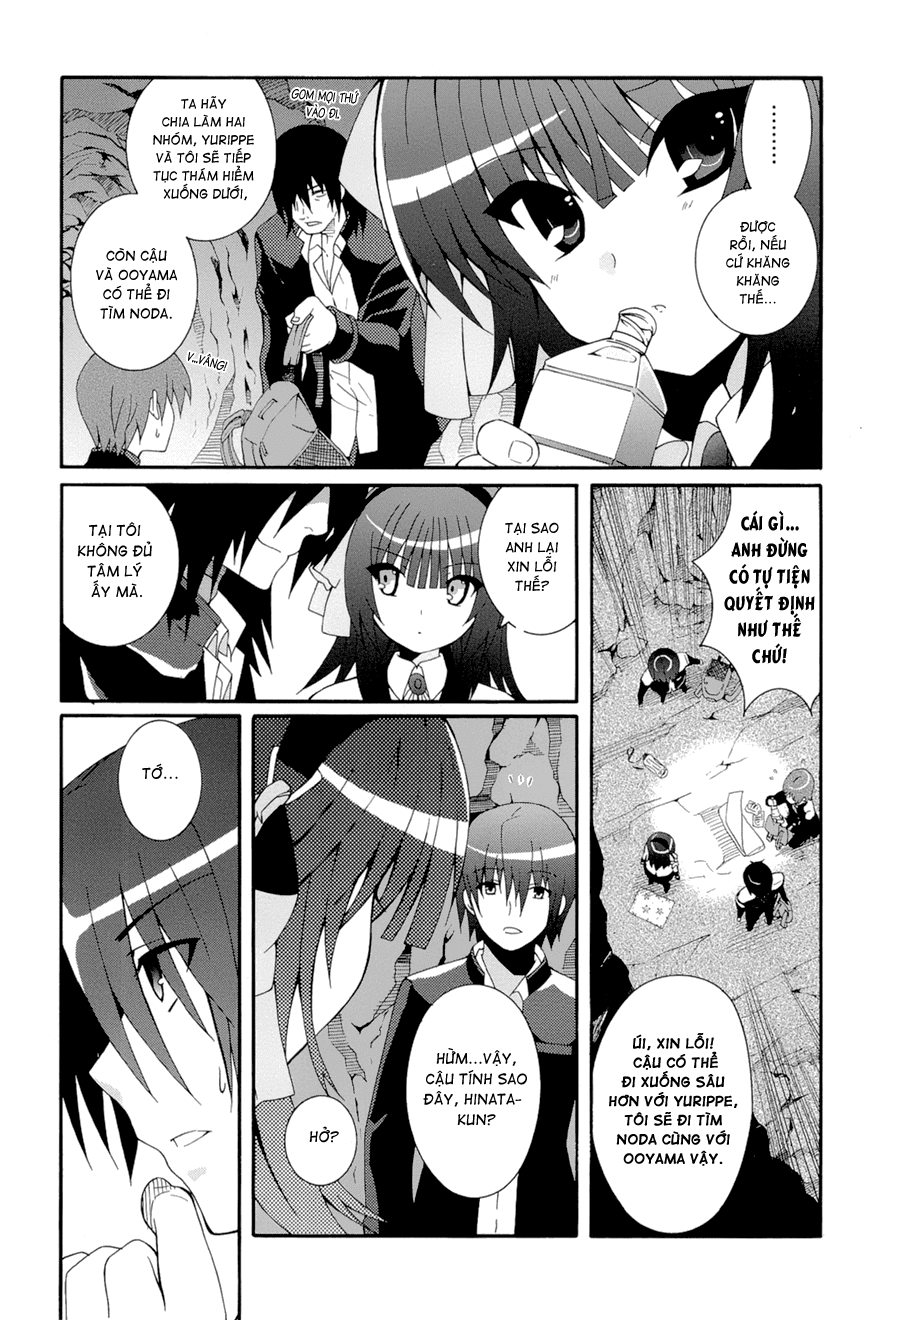 .......
ĐƯỢC
RỒI, NẾU
CỨ KHĂNG
KHĂNG
THẾ...
GOM MỌI THỨ
VÀO ĐI.
TA HÃY
CHIA LÀM HAI
NHÓM, YURIPPE
VÀ TÔI SẼ TIẾP
TỤC THÁM HIỂM
XUỐNG DƯỚI,
CÒN CẬU
VÀ OOYAMA
CÓ THỂ ĐI
TÌM NODA.
V...VÂNG!
CÁI GÌ...
ANH ĐỪNG
CÓ TỰ TIỆN
QUYẾT ĐỊNH
NHƯ THẾ
CHỨ!
ÚI, XIN LỖI!
CẬU CÓ THỂ
ĐI XUỐNG SÂU
HƠN VỚI YURIPPE,
TÔI SẼ ĐI TÌM
NODA CÙNG VỚI
OOYAMA VẬY.
TẠI SAO
ANH LẠI
XIN LỖI
THẾ?
TẠI TÔI
KHÔNG ĐỦ
TÂM LÝ
ẤY MÀ.
HỪM...VẬY,
CẬU TÍNH SAO
ĐÂY, HINATA-
KUN?
HỞ?
TỚ...